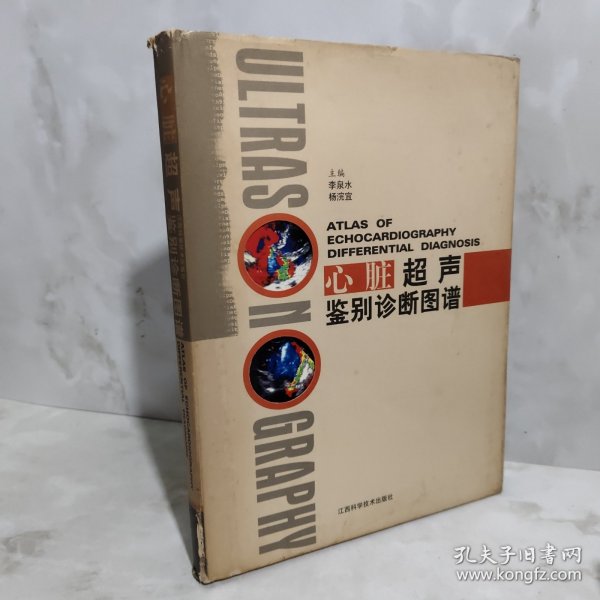 ULTRASONOGRAPHY
主编
李泉水
杨浣宜
ATLAS OF
ECHOCARDIOGRAPHY
DIFFERENTIAL DIAGNOSIS
心脏超声
鉴别诊断图谱
江西科学技术出版社
心脏超声鉴别诊断图谱
孔夫子旧书网
www.kongfz.com